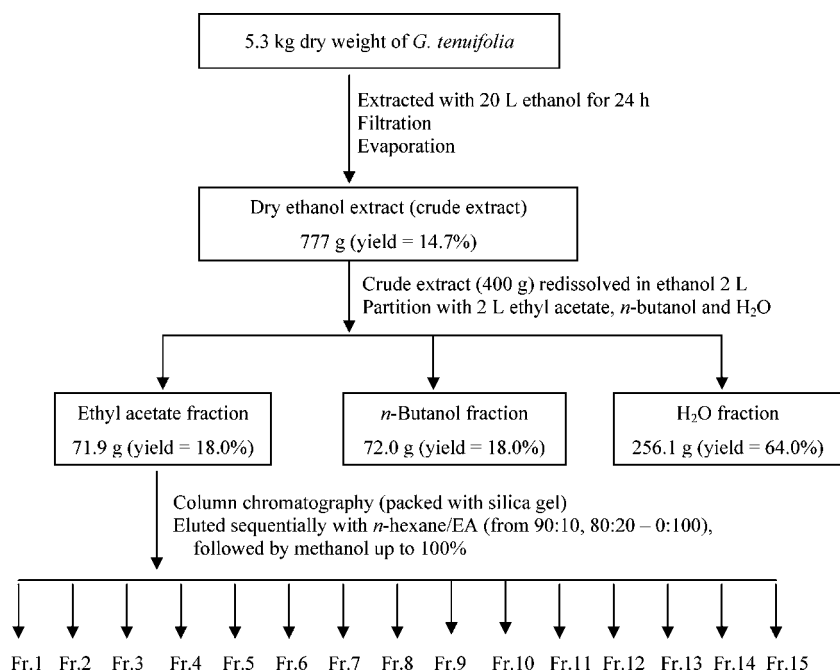 5.3 kg dry weight of G. tenuifolia
Extracted with 20 L ethanol for 24 h
Filtration
Evaporation
Dry ethanol extract (crude extract)
777 g (yield = 14.7%)
Crude extract (400 g) redissolved in ethanol 2 L
Partition with 2 L ethyl acetate, n-butanol and H₂O
Ethyl acetate fraction
71.9 g (yield = 18.0%)
n-Butanol fraction
72.0 g (yield = 18.0%)
H₂O fraction
256.1 g (yield = 64.0%)
Column chromatography (packed with silica gel)
Eluted sequentially with n-hexane/EA (from 90:10, 80:20 – 0:100),
followed by methanol up to 100%
Fr.1 Fr.2 Fr.3 Fr.4 Fr.5 Fr.6 Fr.7 Fr.8 Fr.9 Fr.10 Fr.11 Fr.12 Fr.13 Fr.14 Fr.15